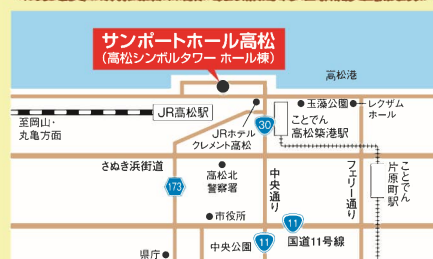 サンポートホール高松
(高松シンボルタワー ホール棟)
高松港
JR高松駅
至岡山・
丸亀方面
JRホテル
クレメント高松
30
ことでん
高松築港駅
玉藻公園
レクザム
ホール
さぬき浜街道
173
高松北
警察署
中央通り
フェリー通り
ことでん
片原町駅
市役所
11
国道11号線
中央公園
11
県庁